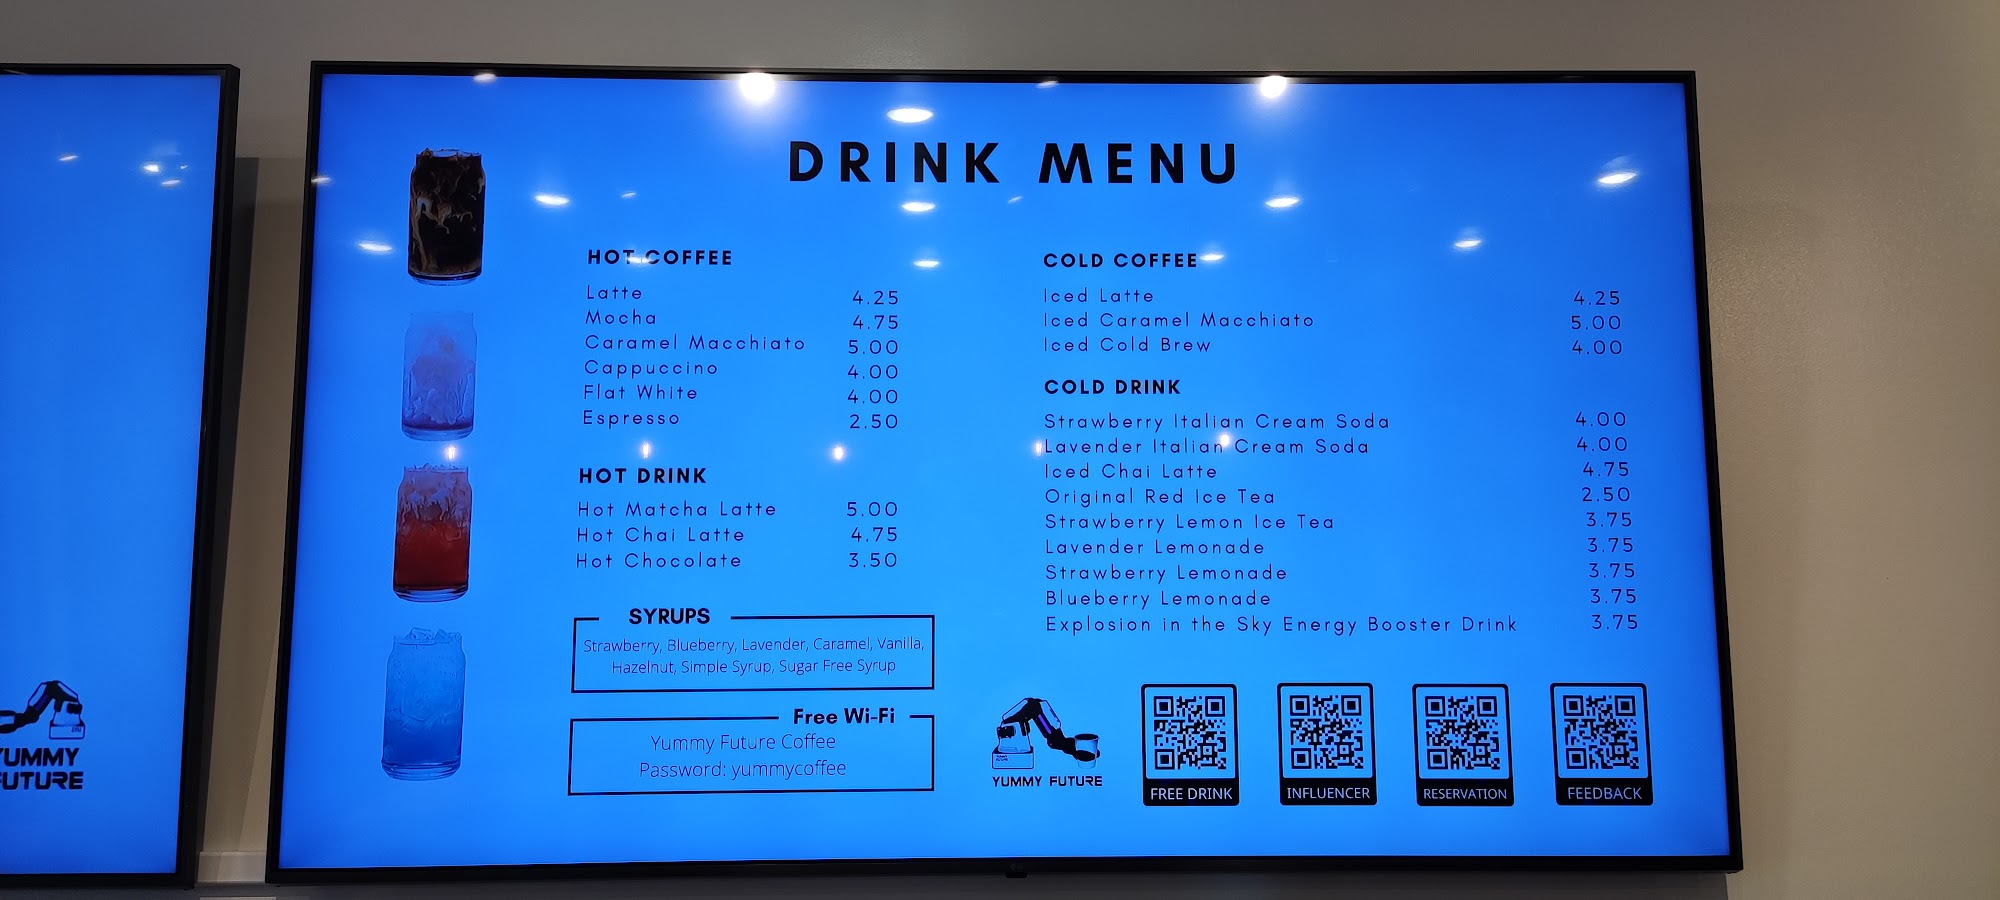 DRINK MENU
HOT COFFEE
Latte 4.25
Mocha 4.75
Caramel Macchiato 5.00
Cappuccino 4.00
Flat White 4.00
Espresso 2.50
HOT DRINK
Hot Matcha Latte 5.00
Hot Chai Latte 4.75
Hot Chocolate 3.50
SYRUPS
Strawberry, Blueberry, Lavender, Caramel, Vanilla,
Hazelnut, Simple Syrup, Sugar Free Syrup
Free Wi-Fi
Yummy Future Coffee
Password: yummycoffee
COLD COFFEE
Iced Latte 4.25
Iced Caramel Macchiato 5.00
Iced Cold Brew 4.00
COLD DRINK
Strawberry Italian Cream Soda 4.00
Lavender Italian Cream Soda 4.00
Iced Chai Latte 4.75
Original Red Ice Tea 2.50
Strawberry Lemon Ice Tea 3.75
Lavender Lemonade 3.75
Strawberry Lemonade 3.75
Blueberry Lemonade 3.75
Explosion in the Sky Energy Booster Drink 3.75
YUMMY FUTURE
FREE DRINK
INFLUENCER
RESERVATION
FEEDBACK
YUMMY
FUTURE